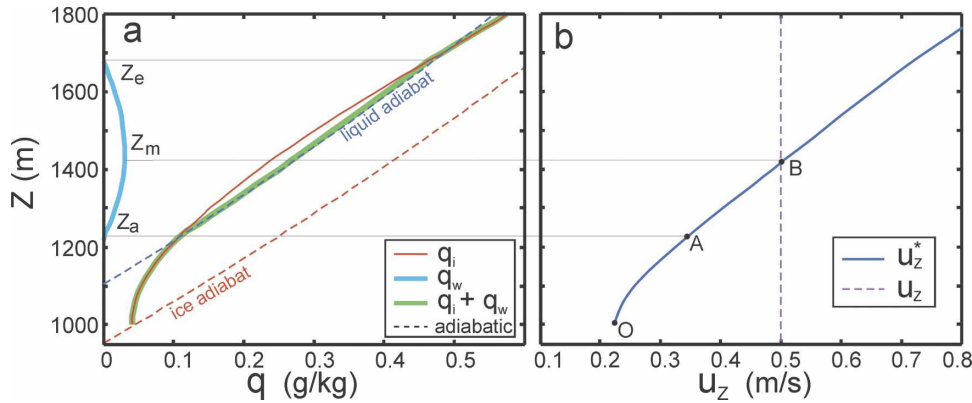 a
b
1800
1600
1400
1200
1000
Z (m)
Z_e
Z_m
Z_a
liquid adiabat
ice adiabat
q_i
q_w
q_i + q_w
adiabatic
0
0.1
0.2
0.3
0.4
0.5
q (g/kg)
B
A
O
u_z^*
u_z
0.1
0.2
0.3
0.4
0.5
0.6
0.7
0.8
u_z (m/s)